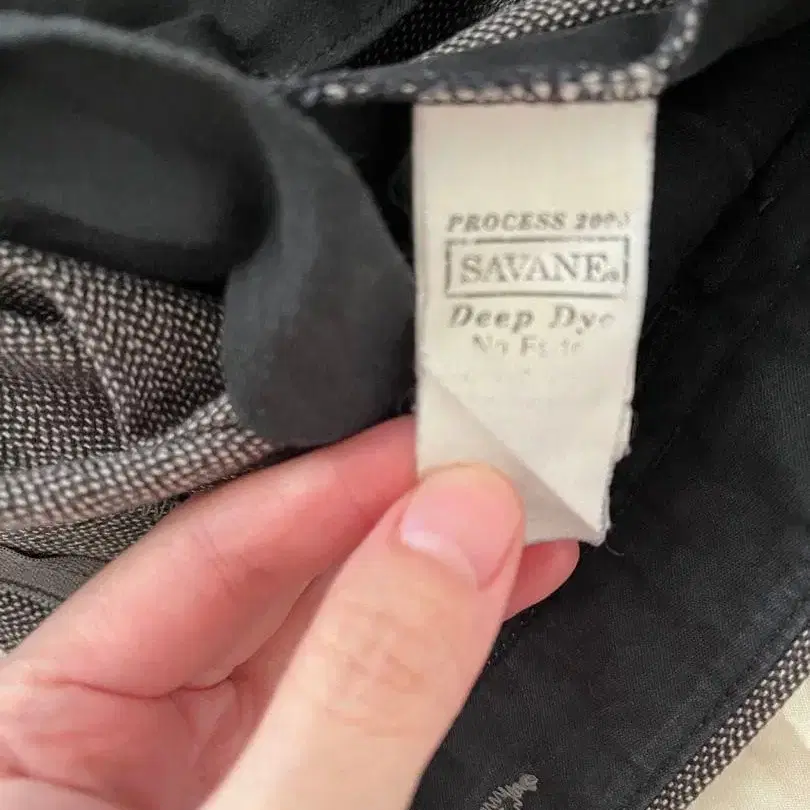 PROCESS 2000
SAVANE®
Deep Dye
No Fade